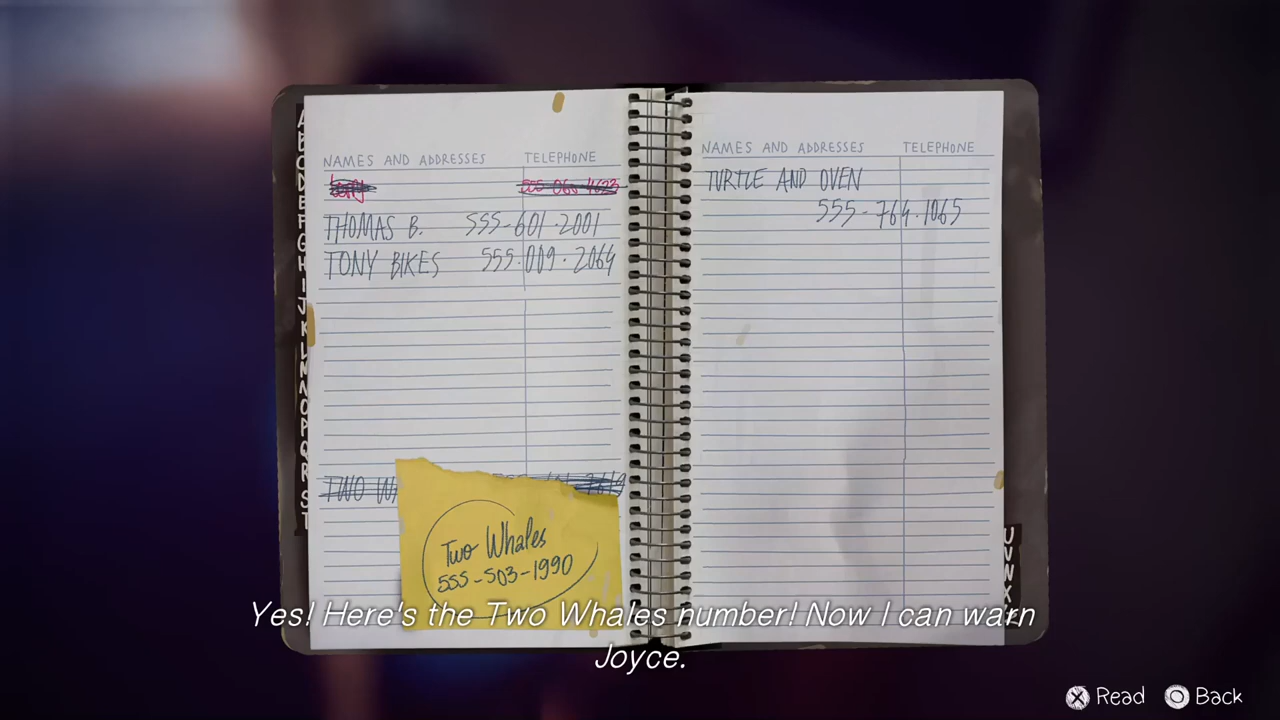 A
B
C
D
E
F
G
H
I
J
K
L
M
N
O
P
Q
R
S
T
NAMES AND ADDRESSES TELEPHONE
THOMAS B. 555-601-2001
TONY BIKES 555-009-2064
TWO
Two Whales
555-503-1990
NAMES AND ADDRESSES TELEPHONE
TURTLE AND OVEN
555-764-1065
U
V
W
X
Yes! Here's the Two Whales number! Now I can warn
Joyce.
Read Back